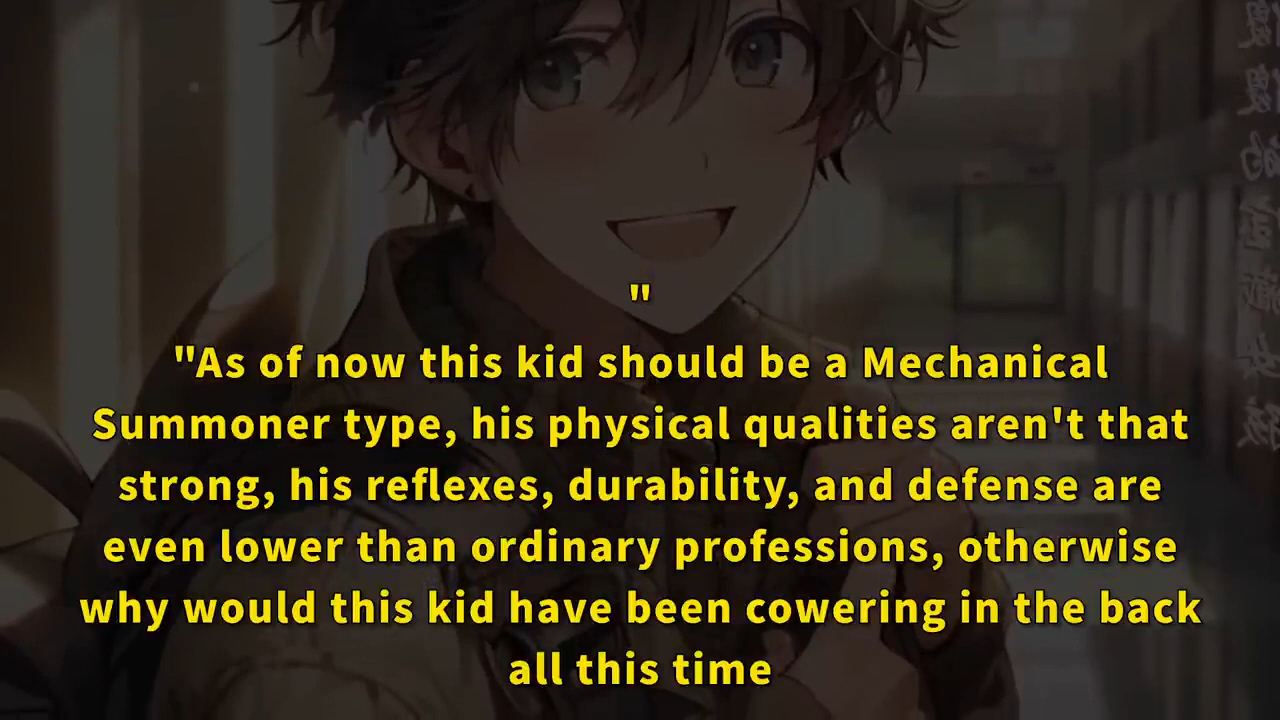 "
"As of now this kid should be a Mechanical
Summoner type, his physical qualities aren't that
strong, his reflexes, durability, and defense are
even lower than ordinary professions, otherwise
why would this kid have been cowering in the back
all this time